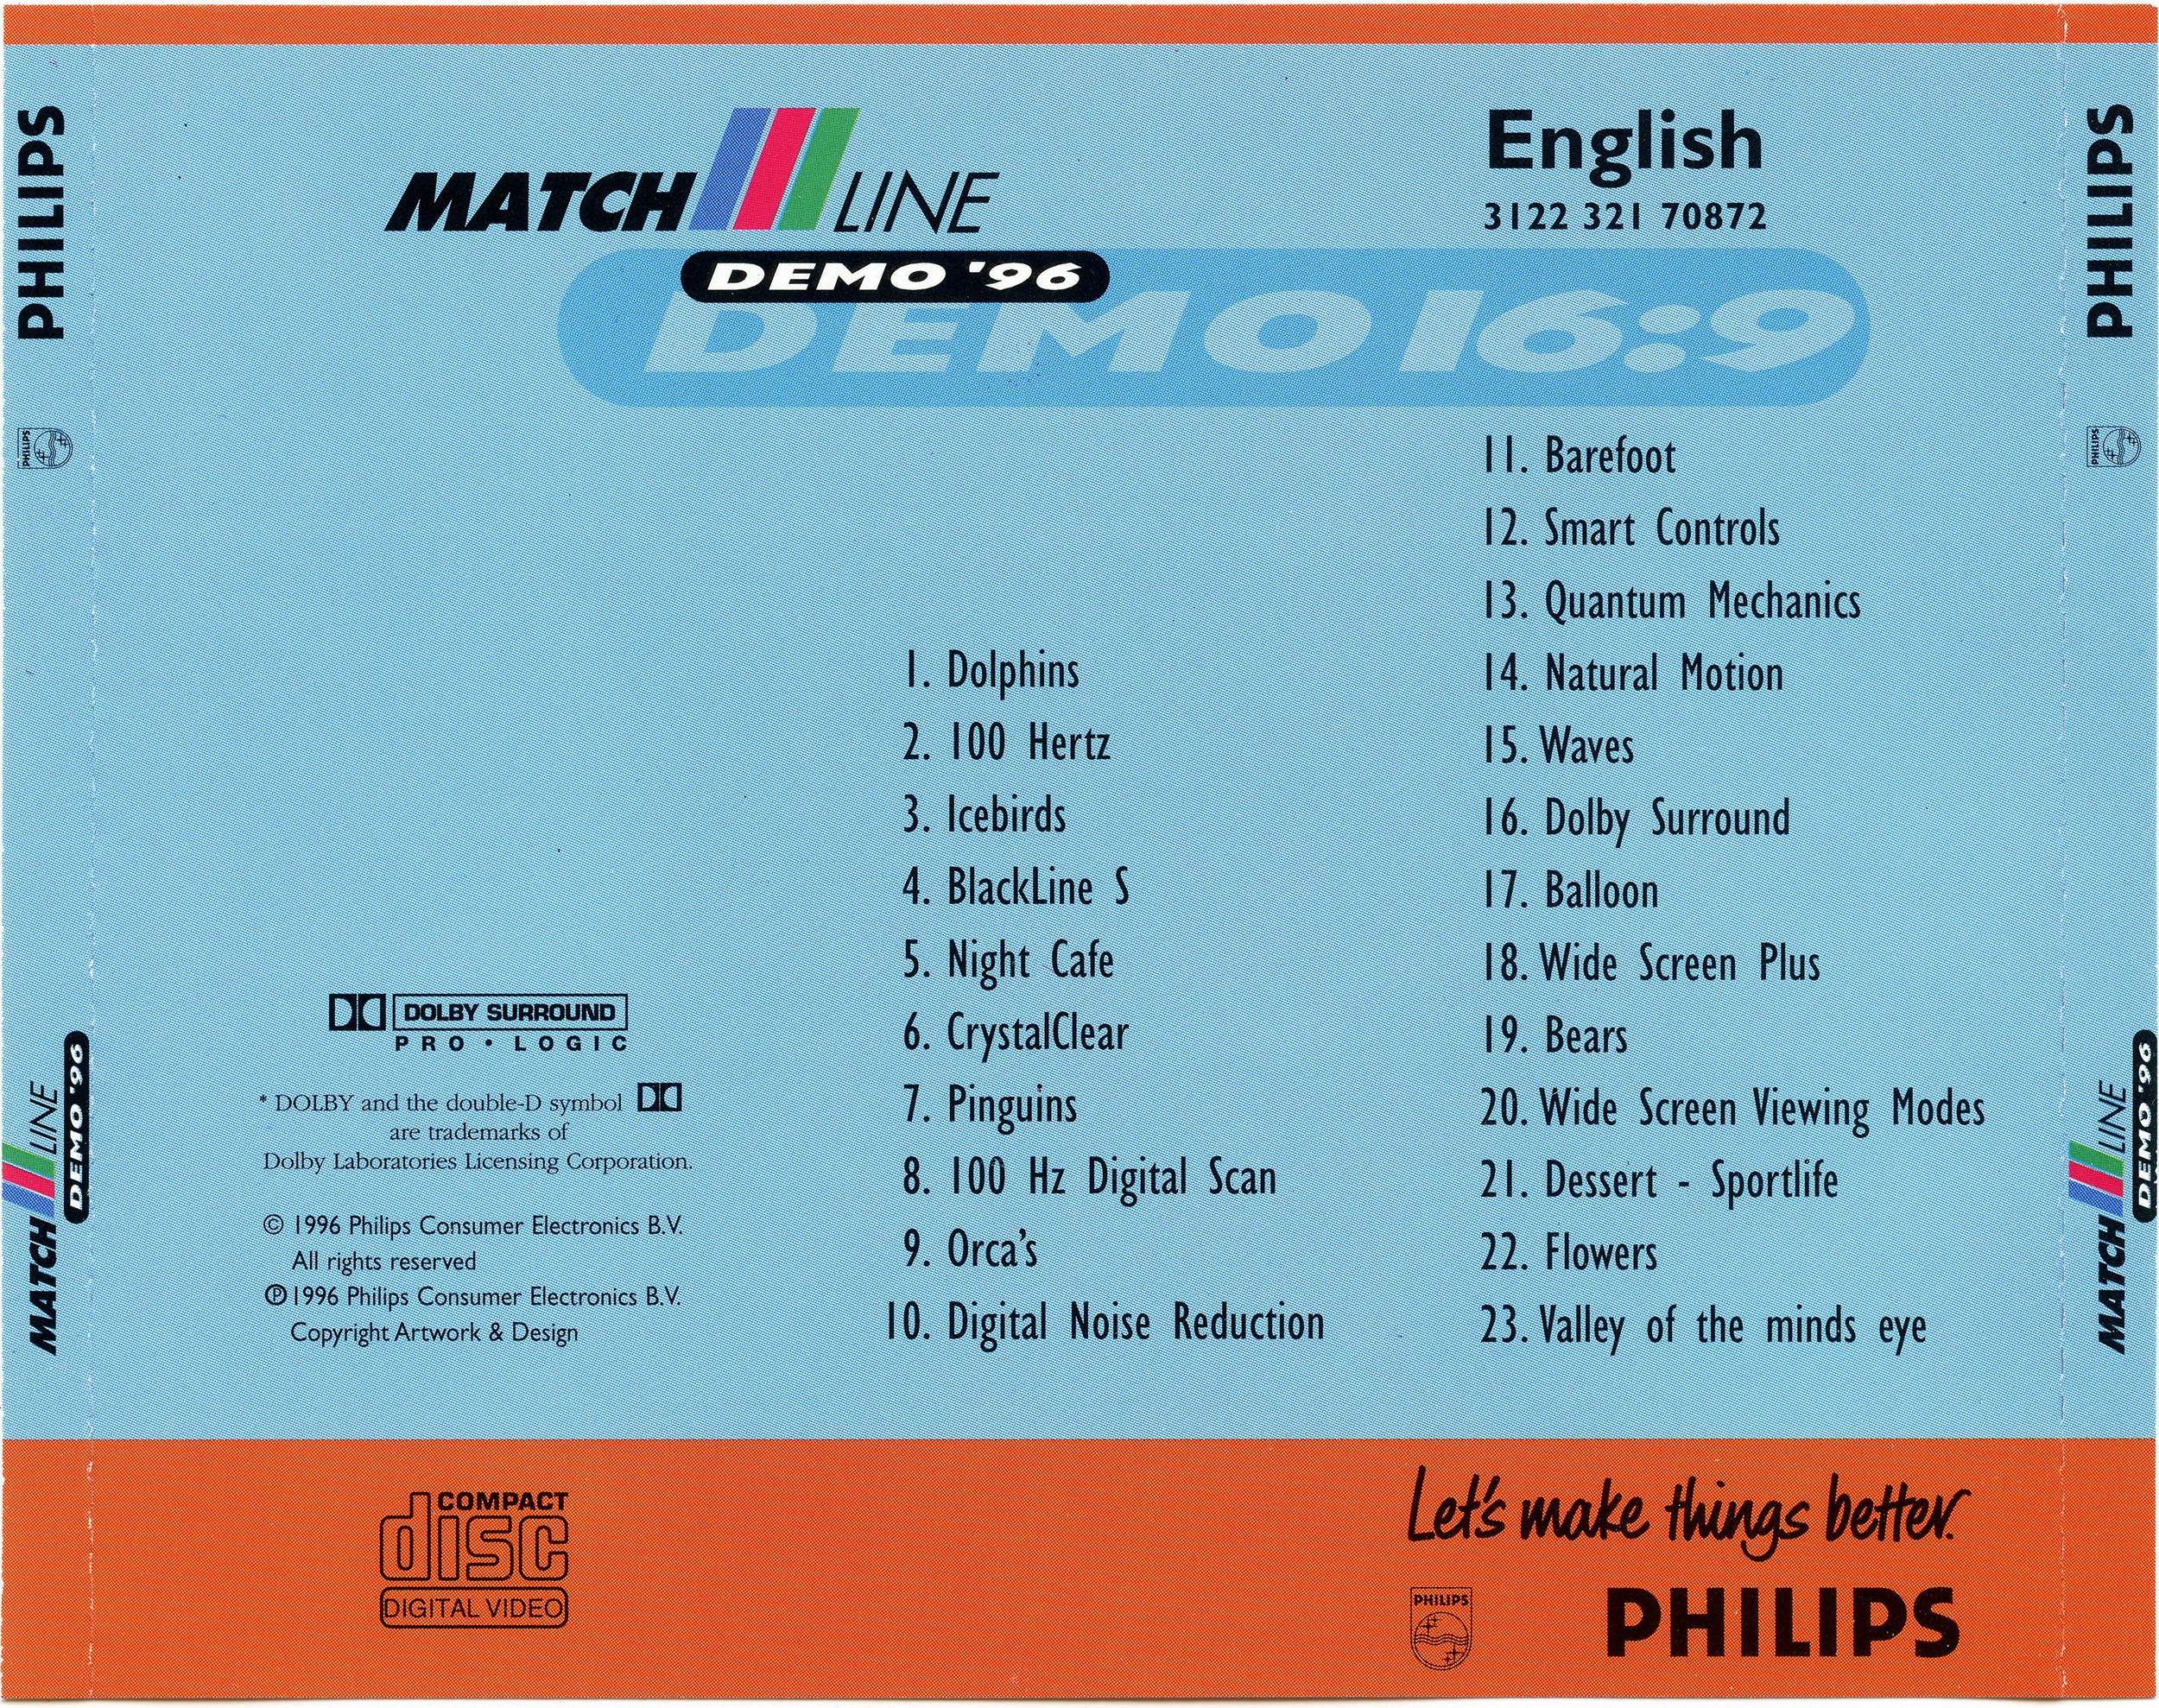 PHILIPS
PHILIPS
MATCH LINE
DEMO '96
MATCH LINE
DEMO '96
DEMO 16:9
English
3122 321 70872
1. Dolphins
2. 100 Hertz
3. Icebirds
4. BlackLine S
5. Night Cafe
6. CrystalClear
7. Pinguins
8. 100 Hz Digital Scan
9. Orca's
10. Digital Noise Reduction
11. Barefoot
12. Smart Controls
13. Quantum Mechanics
14. Natural Motion
15. Waves
16. Dolby Surround
17. Balloon
18. Wide Screen Plus
19. Bears
20. Wide Screen Viewing Modes
21. Dessert - Sportlife
22. Flowers
23. Valley of the minds eye
DOLBY SURROUND
PRO • LOGIC
* DOLBY and the double-D symbol
are trademarks of
Dolby Laboratories Licensing Corporation.
© 1996 Philips Consumer Electronics B.V.
All rights reserved
℗ 1996 Philips Consumer Electronics B.V.
Copyright Artwork & Design
COMPACT
disc
DIGITAL VIDEO
Let's make things better.
PHILIPS
PHILIPS
PHILIPS
PHILIPS
MATCH LINE
DEMO '96